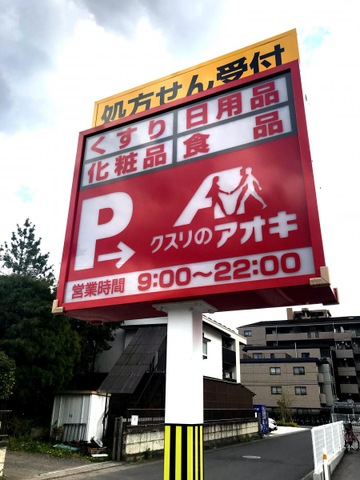 処方せん受付
くすり 日用品
化粧品 食品
P
クスリのアオキ
営業時間 9:00～22:00